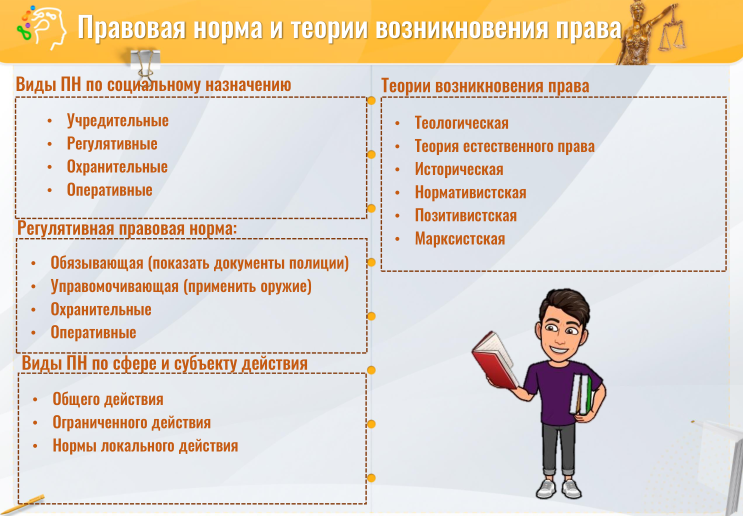 Правовая норма и теории возникновения права
Виды ПН по социальному назначению
• Учредительные
• Регулятивные
• Охранительные
• Оперативные
Регулятивная правовая норма:
• Обязывающая (показать документы полиции)
• Управомочивающая (применить оружие)
• Охранительные
• Оперативные
Виды ПН по сфере и субъекту действия
• Общего действия
• Ограниченного действия
• Нормы локального действия
Теории возникновения права
• Теологическая
• Теория естественного права
• Историческая
• Нормативистская
• Позитивистская
• Марксистская